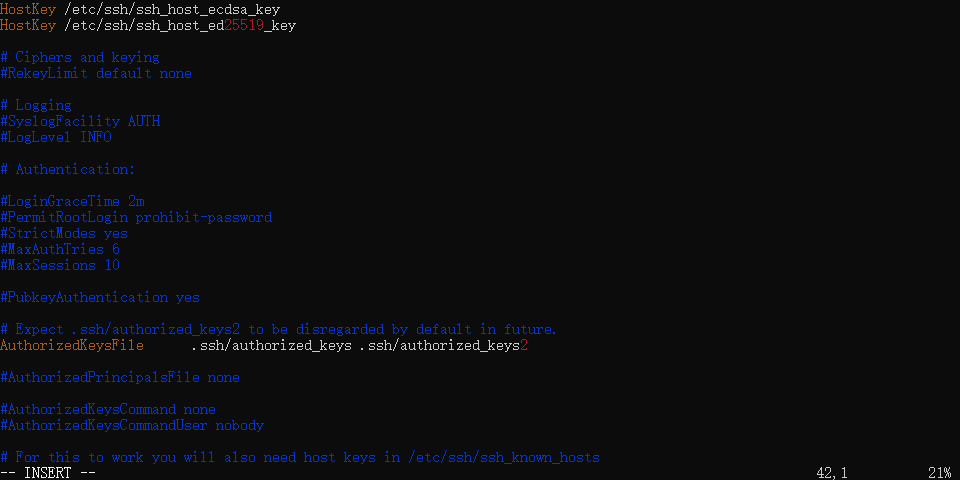 HostKey /etc/ssh/ssh_host_ecdsa_key
HostKey /etc/ssh/ssh_host_ed25519_key
# Ciphers and keying
#RekeyLimit default none
# Logging
#SyslogFacility AUTH
#LogLevel INFO
# Authentication:
#LoginGraceTime 2m
#PermitRootLogin prohibit-password
#StrictModes yes
#MaxAuthTries 6
#MaxSessions 10
#PubkeyAuthentication yes
# Expect .ssh/authorized_keys2 to be disregarded by default in future.
AuthorizedKeysFile      .ssh/authorized_keys .ssh/authorized_keys2
#AuthorizedPrincipalsFile none
#AuthorizedKeysCommand none
#AuthorizedKeysCommandUser nobody
# For this to work you will also need host keys in /etc/ssh/ssh_known_hosts
-- INSERT --                                                                                          42,1          21%